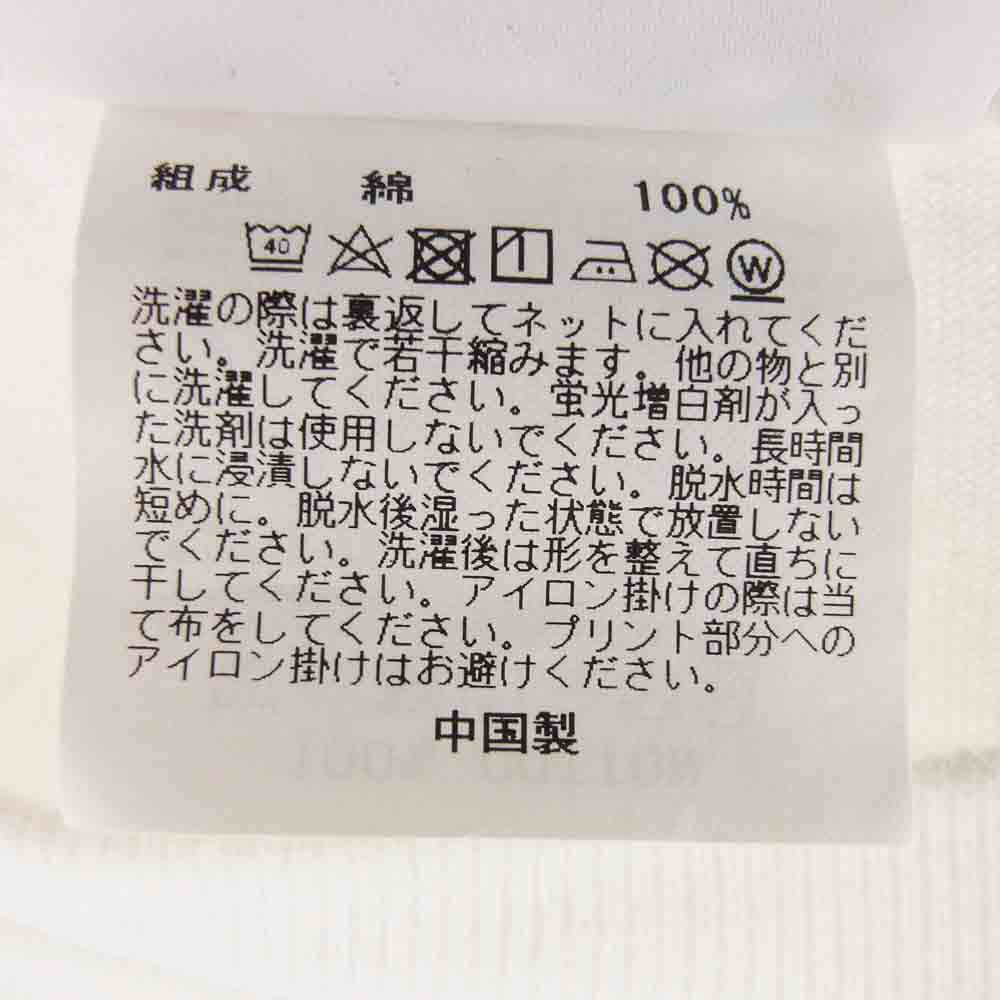 組成 綿 100%
40 W
洗濯の際は裏返してネットに入れてくだ
さい。洗濯で若干縮みます。他の物と別
に洗濯してください。蛍光増白剤が入っ
た洗剤は使用しないでください。長時間
水に浸漬しないでください。脱水時間は
短めに。脱水後湿った状態で放置しない
でください。洗濯後は形を整えて直ちに
干してください。アイロン掛けの際は当
て布をしてください。プリント部分への
アイロン掛けはお避けください。
中国製